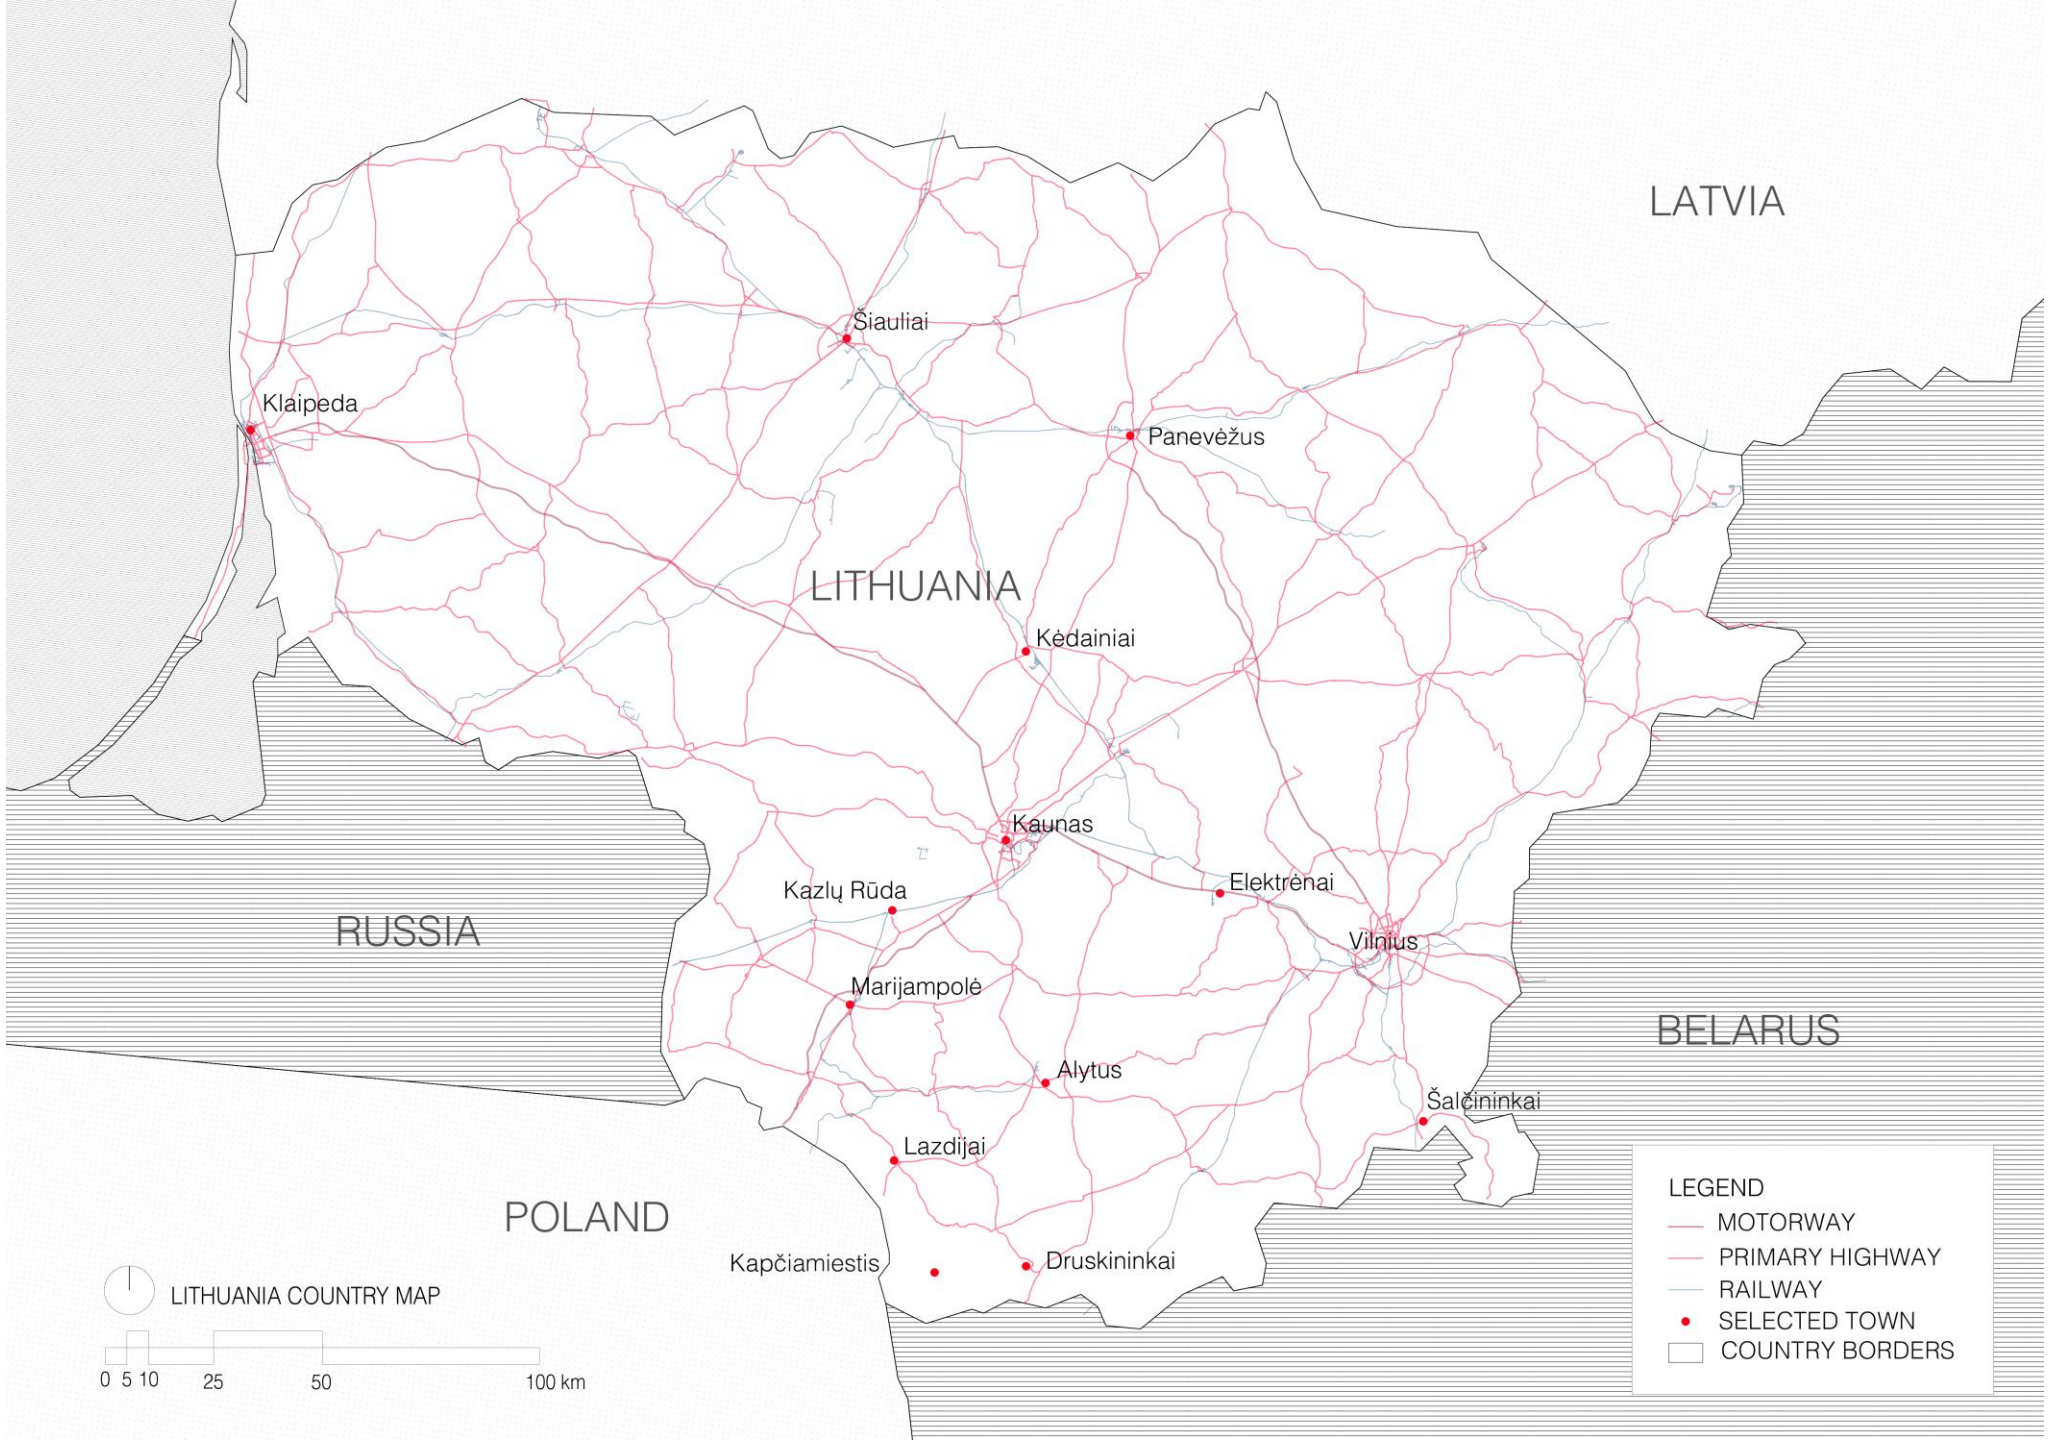 LATVIA
Šiauliai
Klaipeda
Panevėžus
LITHUANIA
Kėdainiai
Kaunas
Kazlų Rūda
Elektrėnai
RUSSIA
Vilnius
Marijampolė
BELARUS
Alytus
Šalčininkai
Lazdijai
POLAND
Kapčiamiestis
Druskininkai
LITHUANIA COUNTRY MAP
0 5 10 25 50 100 km
LEGEND
MOTORWAY
PRIMARY HIGHWAY
RAILWAY
SELECTED TOWN
COUNTRY BORDERS